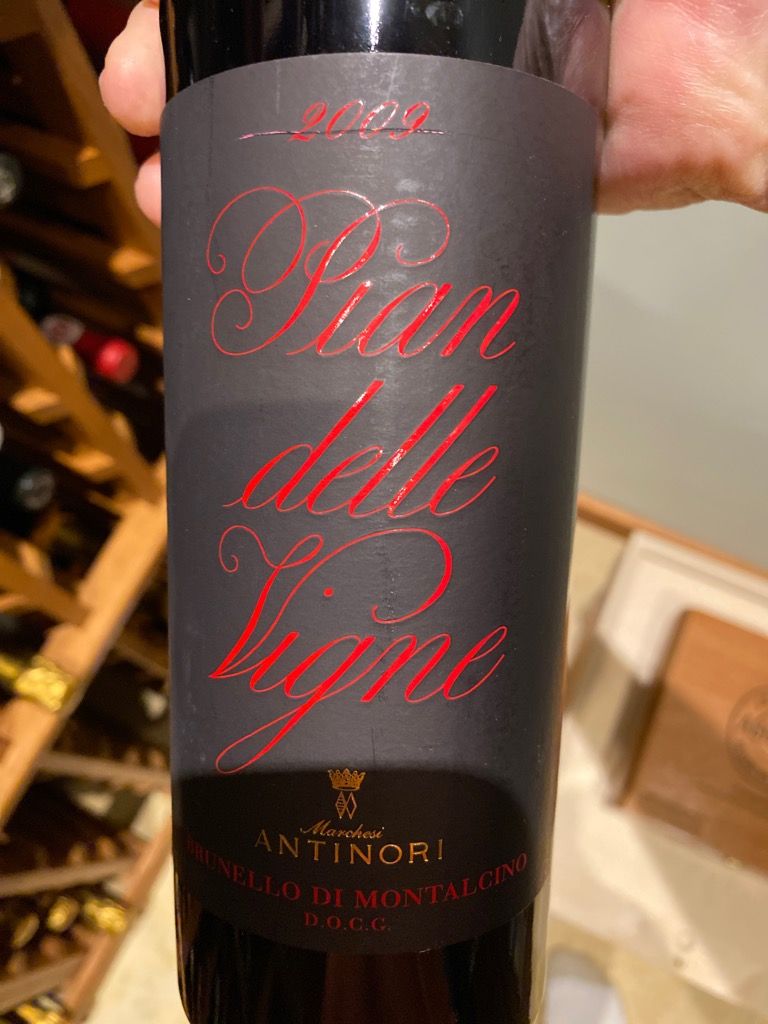 2009
Pian
delle
Vigne
Marchesi
ANTINORI
BRUNELLO DI MONTALCINO
D.O.C.G.